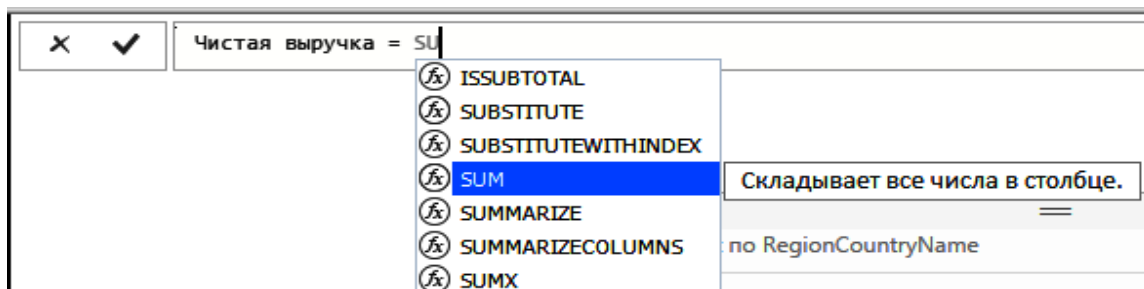 Чистая выручка = SU
ISSUBTOTAL
SUBSTITUTE
SUBSTITUTEWITHINDEX
SUM
Складывает все числа в столбце.
SUMMARIZE
SUMMARIZECOLUMNS
по RegionCountryName
SUMX